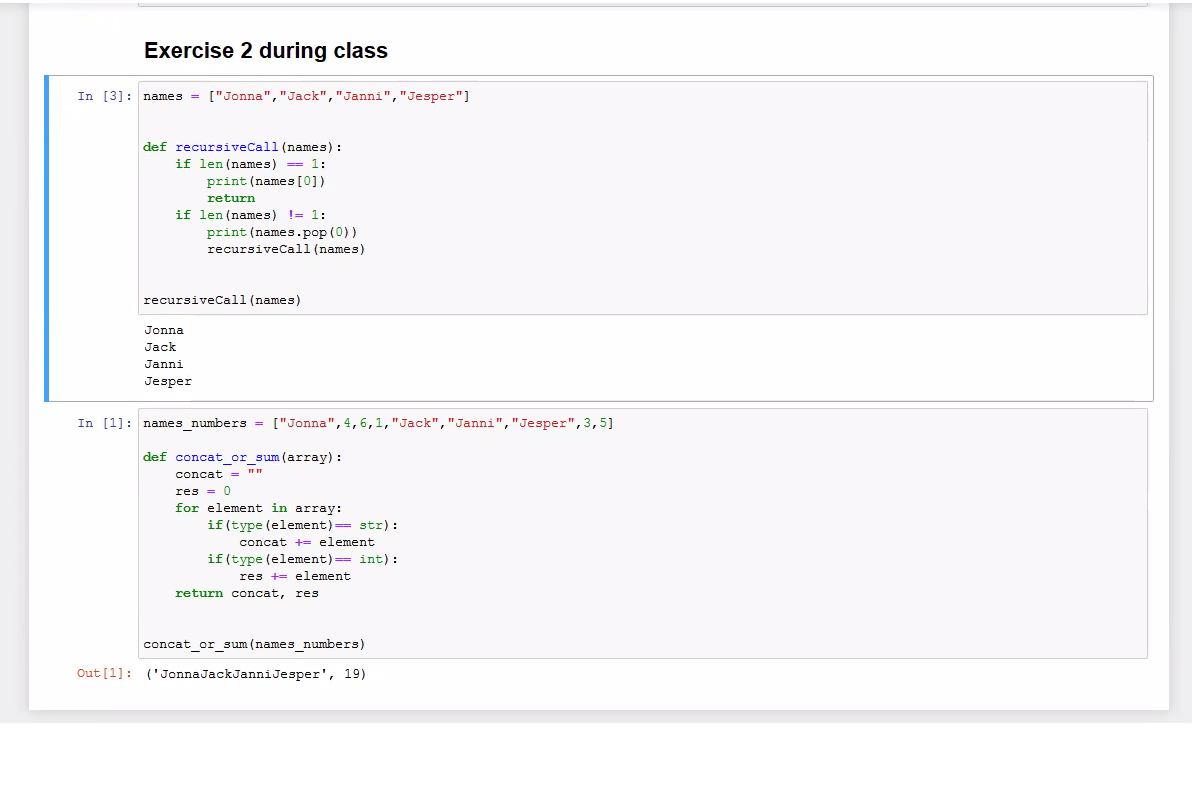 Exercise 2 during class
In [3]: names = ["Jonna","Jack","Janni","Jesper"]
def recursiveCall(names):
    if len(names) == 1:
        print(names[0])
        return
    if len(names) != 1:
        print(names.pop(0))
        recursiveCall(names)
recursiveCall(names)
Jonna
Jack
Janni
Jesper
In [1]: names_numbers = ["Jonna",4,6,1,"Jack","Janni","Jesper",3,5]
def concat_or_sum(array):
    concat = ""
    res = 0
    for element in array:
        if(type(element)== str):
            concat += element
        if(type(element)== int):
            res += element
    return concat, res
concat_or_sum(names_numbers)
Out[1]: ('JonnaJackJanniJesper', 19)